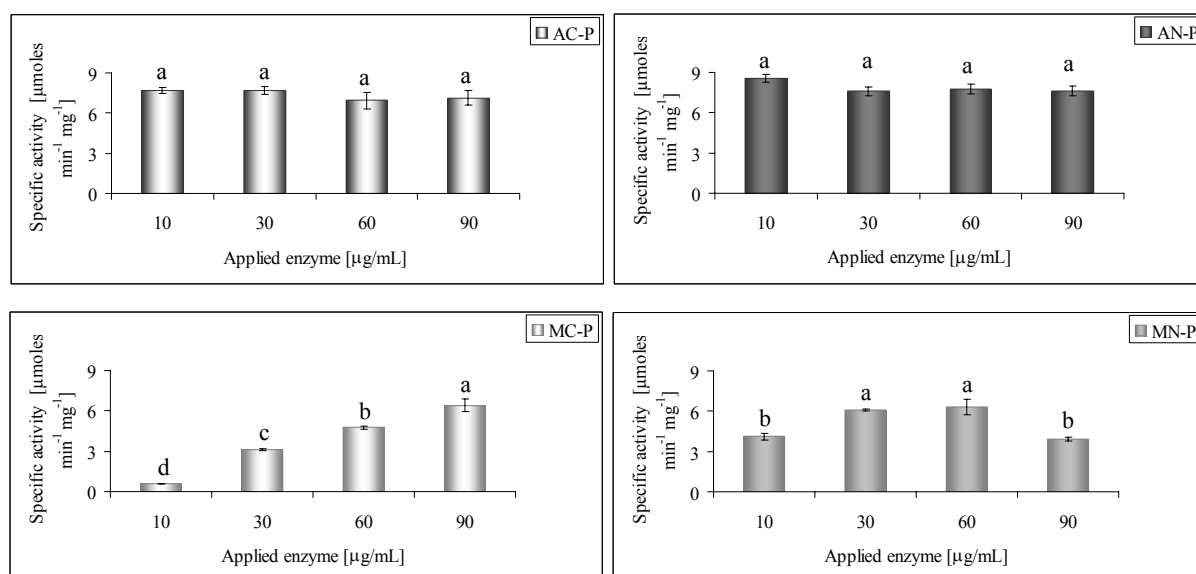 AC-P
Specific activity [µmoles
min⁻¹ mg⁻¹]
9
6
3
0
a a a a
10 30 60 90
Applied enzyme [µg/mL]
AN-P
Specific activity [µmoles
min⁻¹ mg⁻¹]
9
6
3
0
a a a a
10 30 60 90
Applied enzyme [µg/mL]
MC-P
Specific activity [µmoles
min⁻¹ mg⁻¹]
9
6
3
0
d c b a
10 30 60 90
Applied enzyme [µg/mL]
MN-P
Specific activity [µmoles
min⁻¹ mg⁻¹]
9
6
3
0
b a a b
10 30 60 90
Applied enzyme [µg/mL]